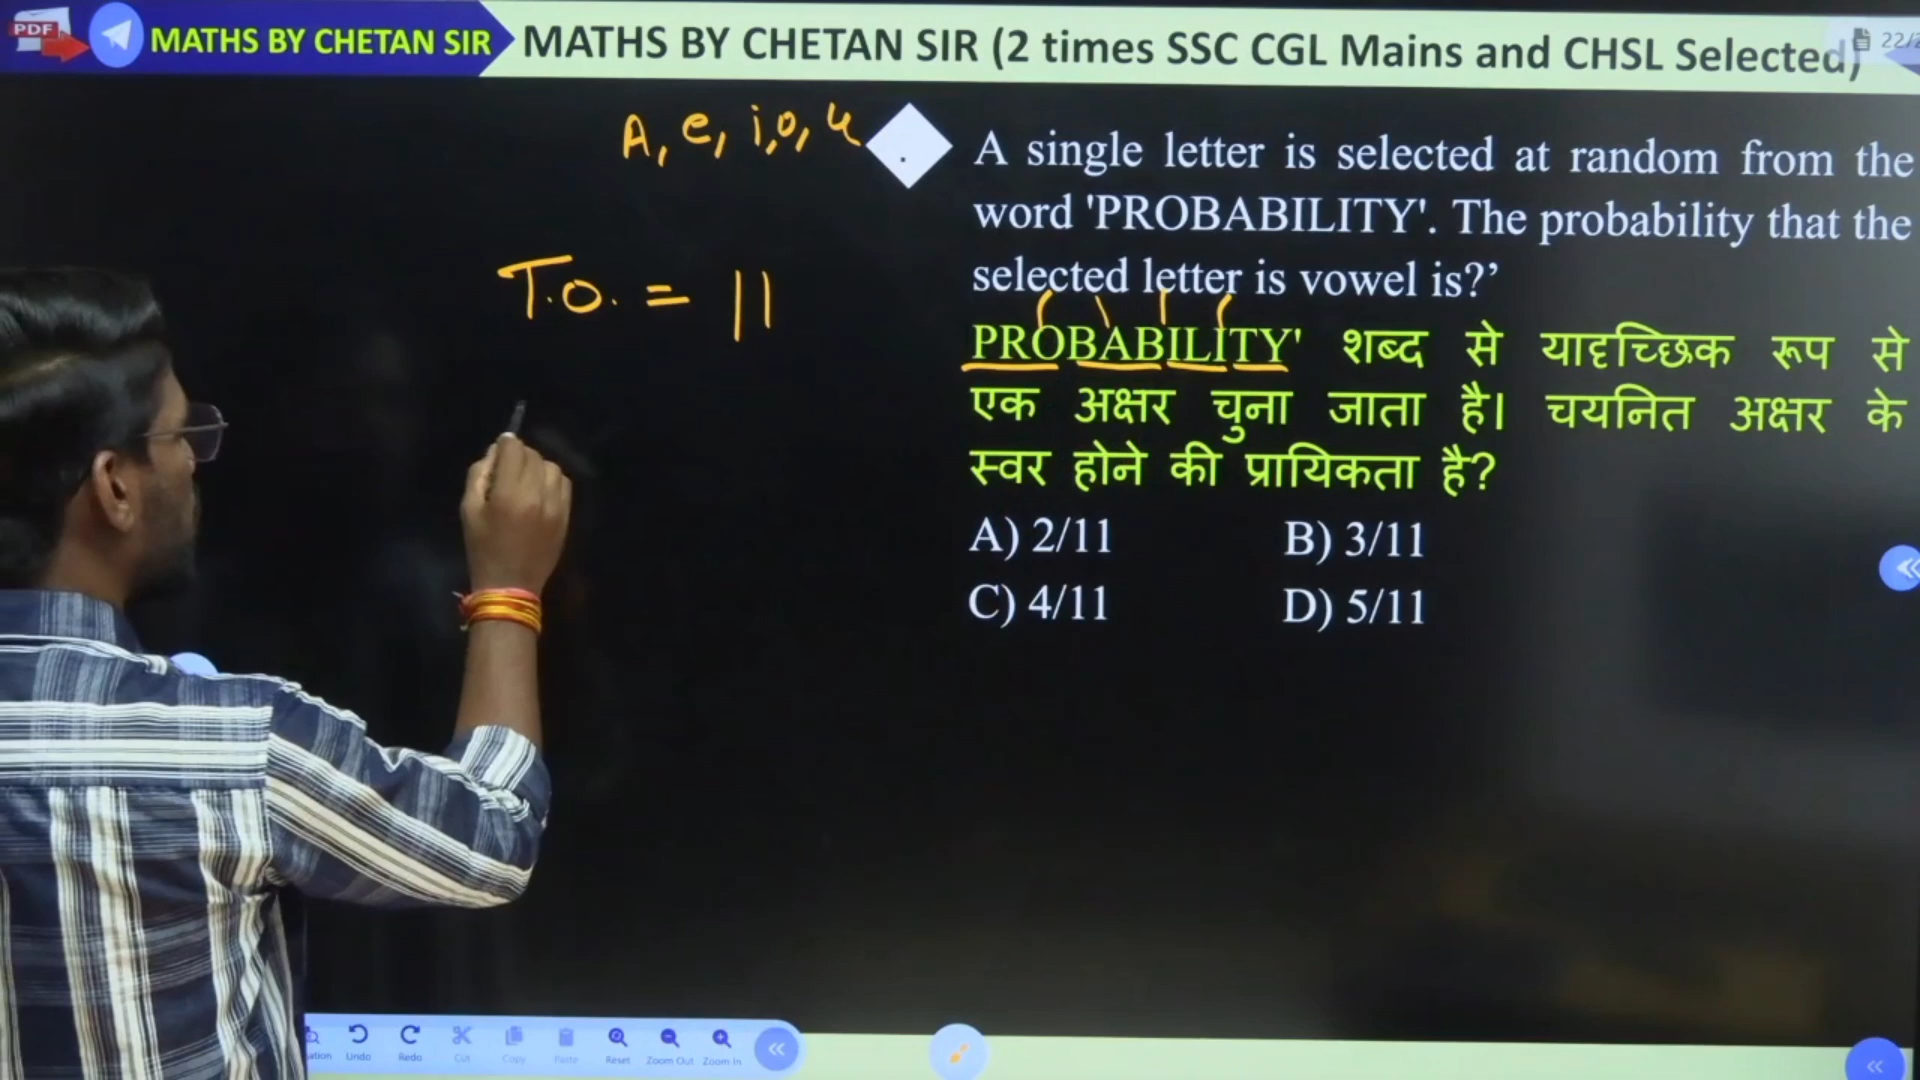 PDF
MATHS BY CHETAN SIR
MATHS BY CHETAN SIR (2 times SSC CGL Mains and CHSL Selected)
A, e, i, o, u
A single letter is selected at random from the
word 'PROBABILITY'. The probability that the
selected letter is vowel is?’
T.O. = 11
PROBABILITY' शब्द से यादृच्छिक रूप से
एक अक्षर चुना जाता है। चयनित अक्षर के
स्वर होने की प्रायिकता है?
A) 2/11 B) 3/11
C) 4/11 D) 5/11
Undo Redo Cut Copy Paste Reset Zoom Out Zoom In